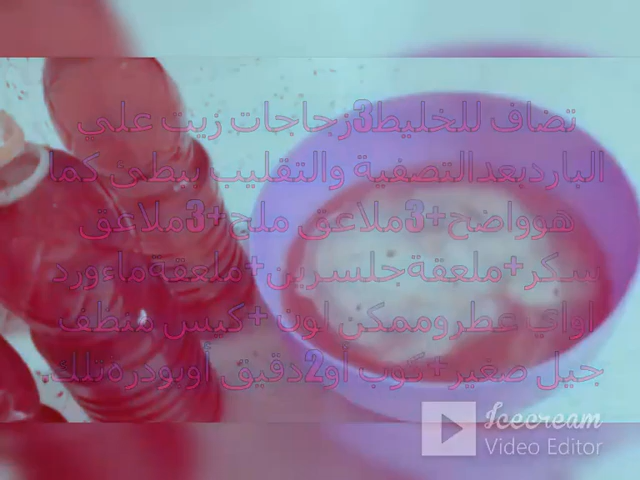 تضاف للخليط3زجاجات زيت علي
الباردبعدالتصفية والتقليب ببطئ كما
هوواضح+3ملاعق ملح+3ملاعق
سكر+ملعقةجلسرين+ملعقةماءورد
اواي عطروممكن لون +كيس منظف
جيل صغير+كوب أو2دقيق أوبودرةتلك
Icecream
Video Editor